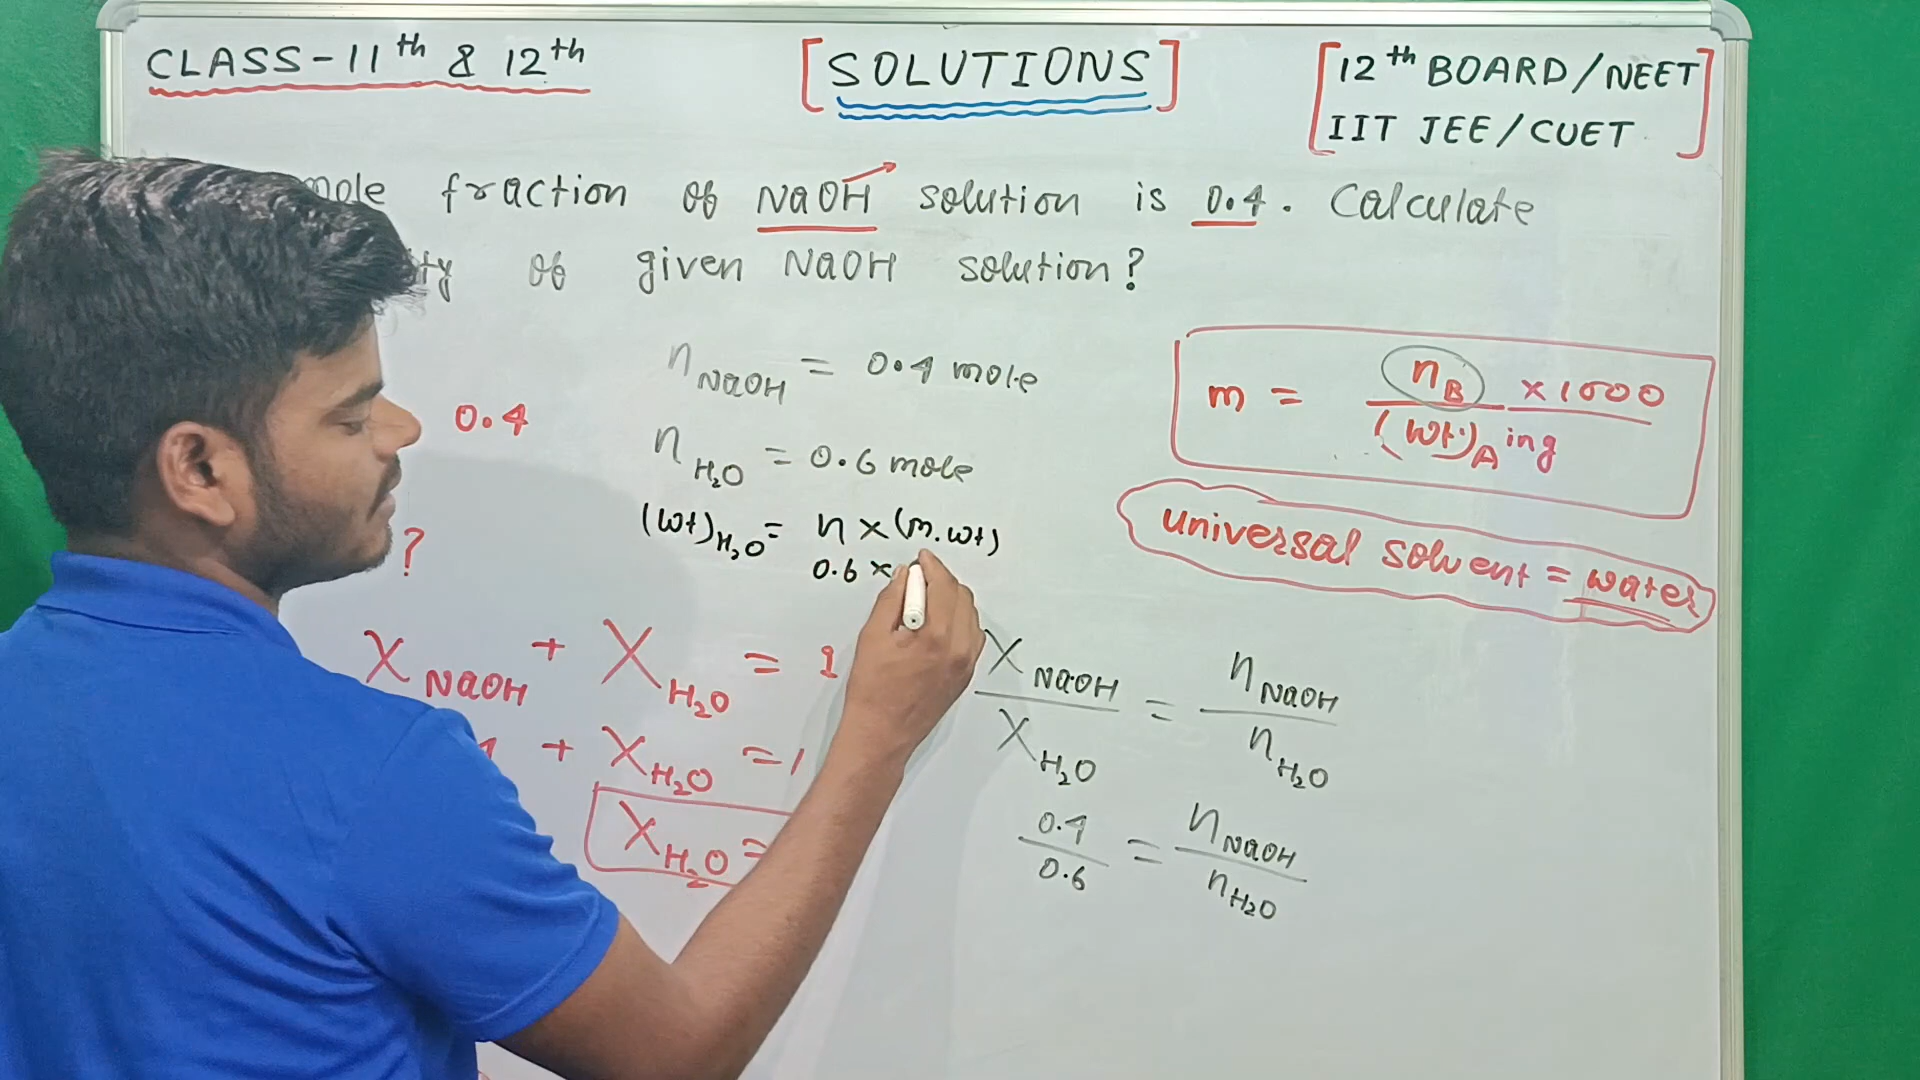 CLASS-11th & 12th
[SOLUTIONS]
[12th BOARD/NEET
IIT JEE/CUET]
mole fraction of NaOH solution is 0.4. Calculate
ty of given NaOH solution?
0.4
?
n NaOH = 0.4 mole
n H₂O = 0.6 mole
(wt)H₂O = n × (m.wt)
0.6 ×
m = nB × 1000
(Wt.)A in g
universal solvent = water
X NaOH + X H₂O = 1
+ X H₂O = 1
X H₂O =
X NaOH = n NaOH
X H₂O n H₂O
0.4 = n NaOH
0.6 n H₂O